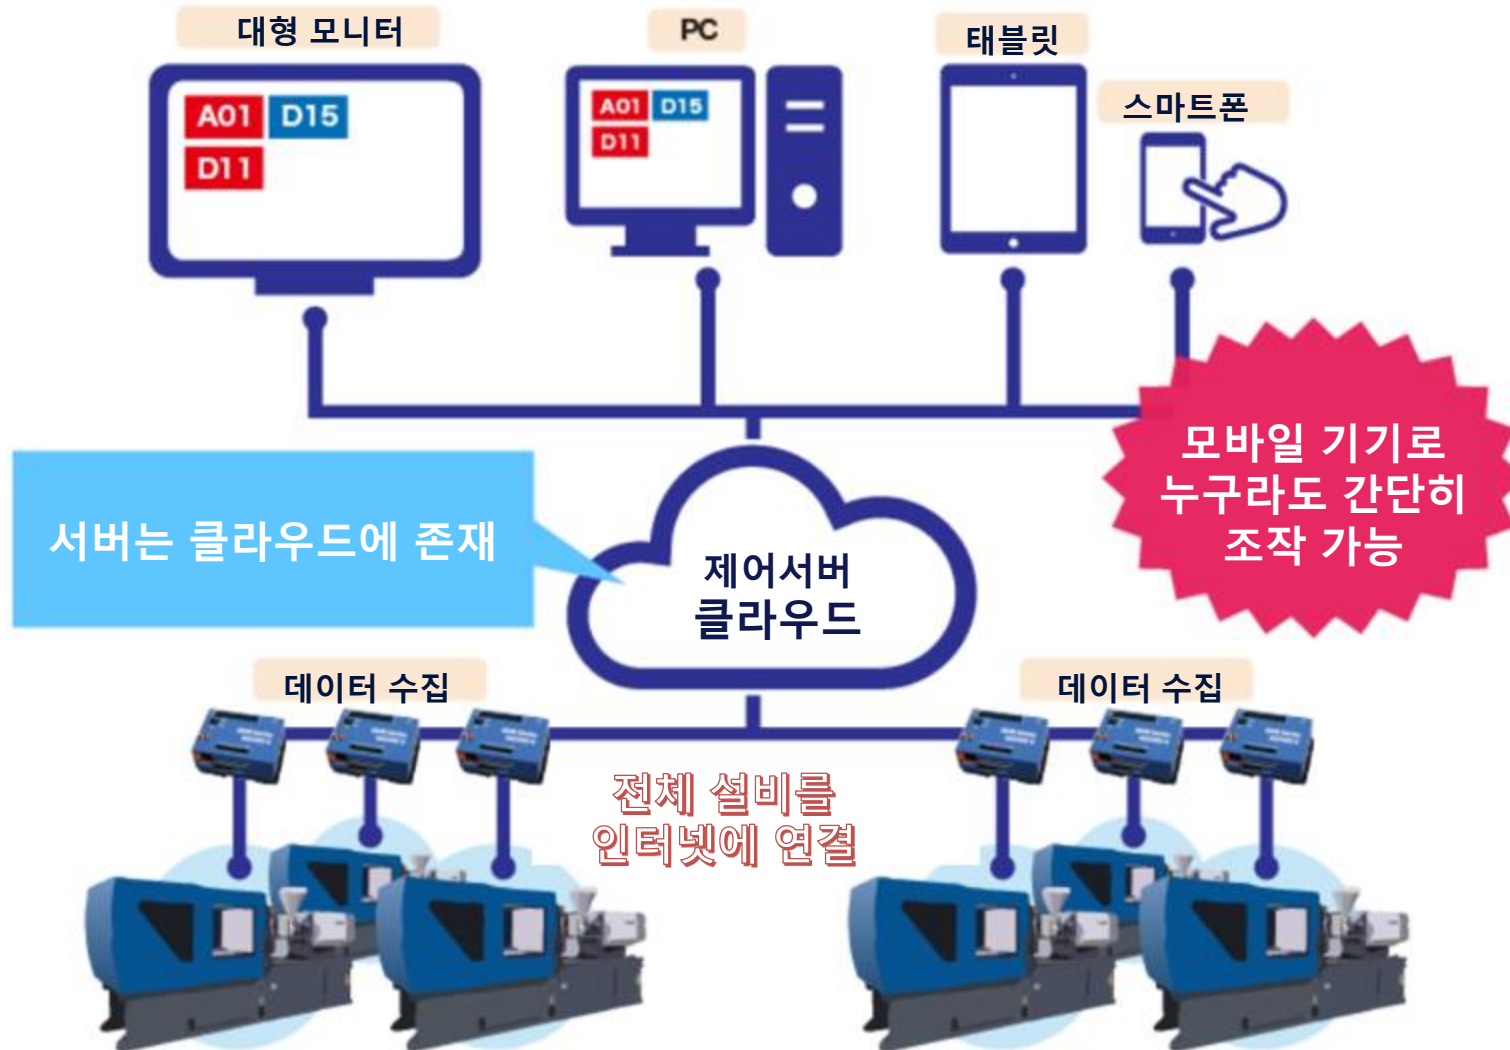 대형 모니터
PC
태블릿
스마트폰
A01 D15
D11
A01 D15
D11
모바일 기기로
누구라도 간단히
조작 가능
서버는 클라우드에 존재
제어서버
클라우드
데이터 수집
데이터 수집
전체 설비를
인터넷에 연결